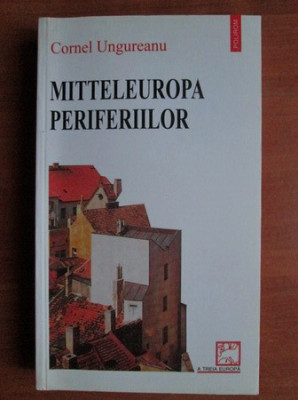 Cornel Ungureanu
POLIROM
MITTELEUROPA
PERIFERIILOR
A TREIA EUROPA